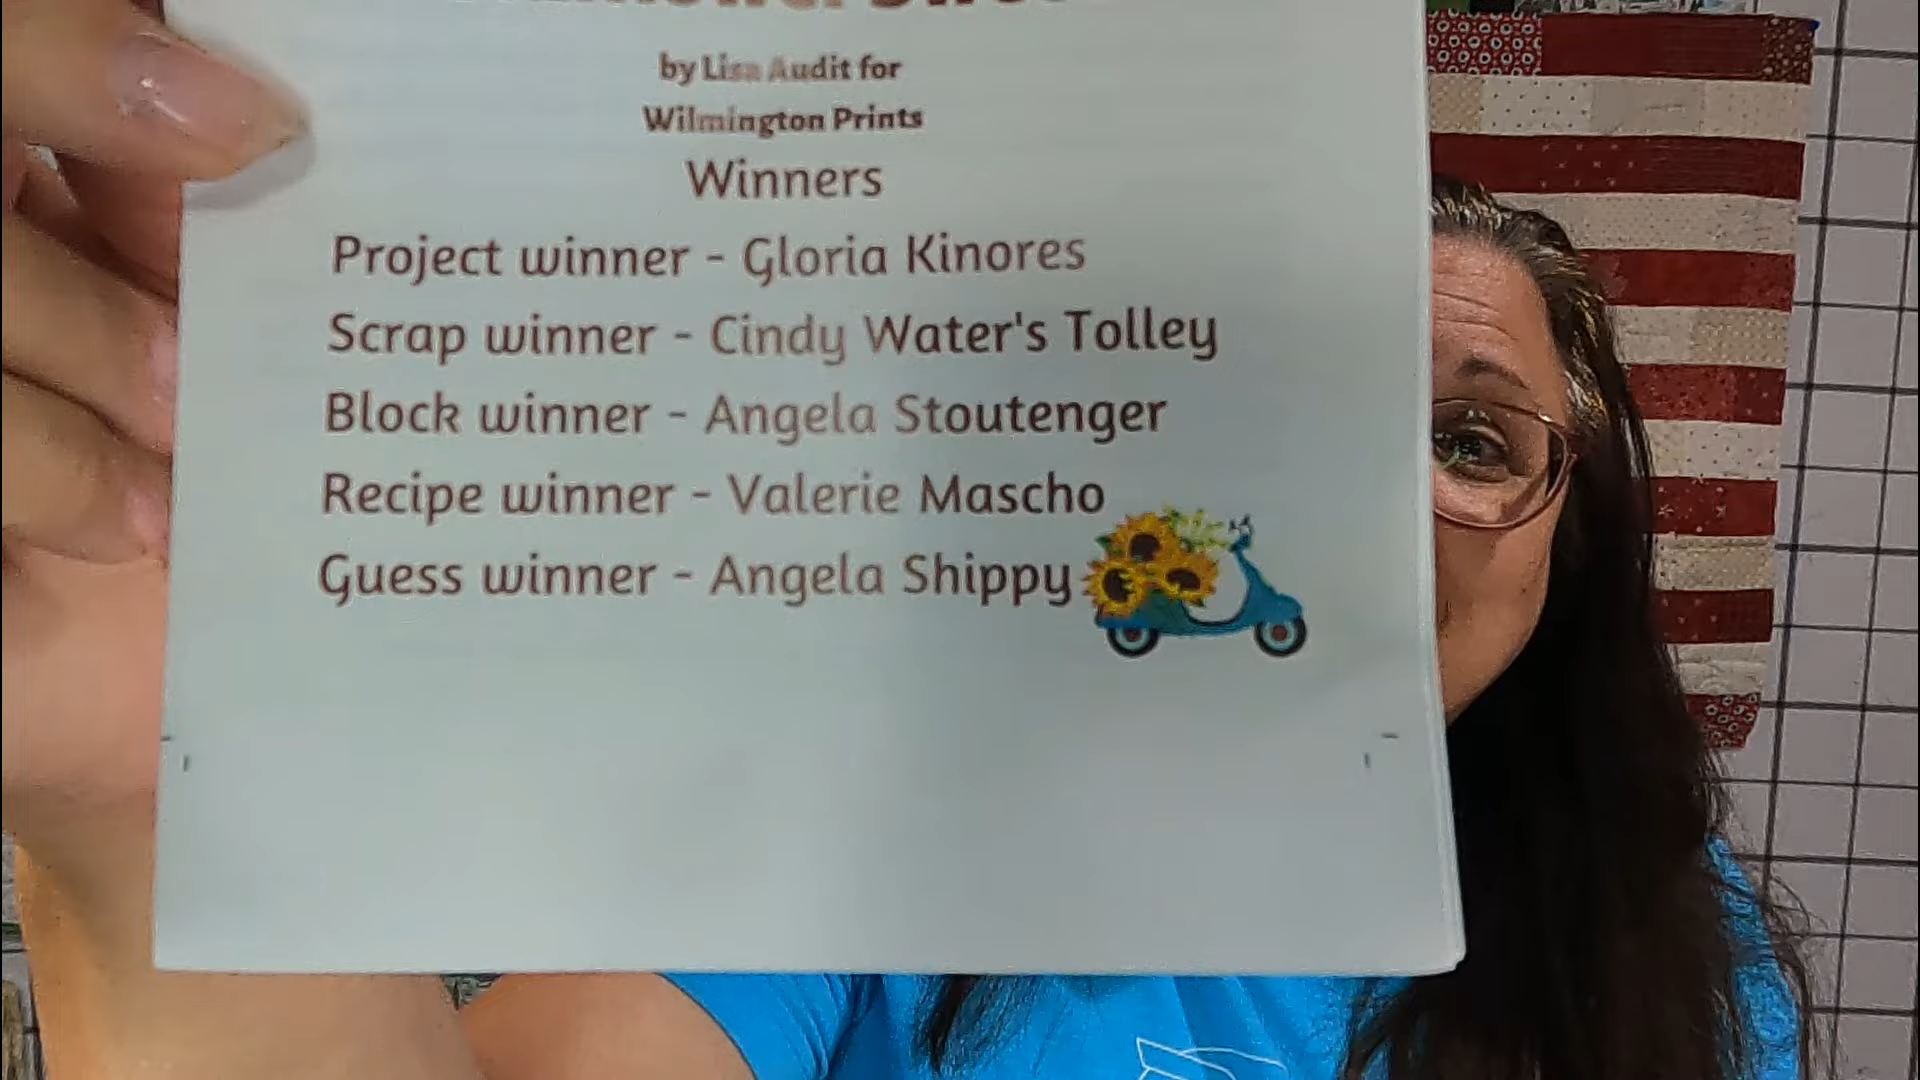 by Lisa Audit for
Wilmington Prints
Winners
Project winner - Gloria Kinores
Scrap winner - Cindy Water's Tolley
Block winner - Angela Stoutenger
Recipe winner - Valerie Mascho
Guess winner - Angela Shippy